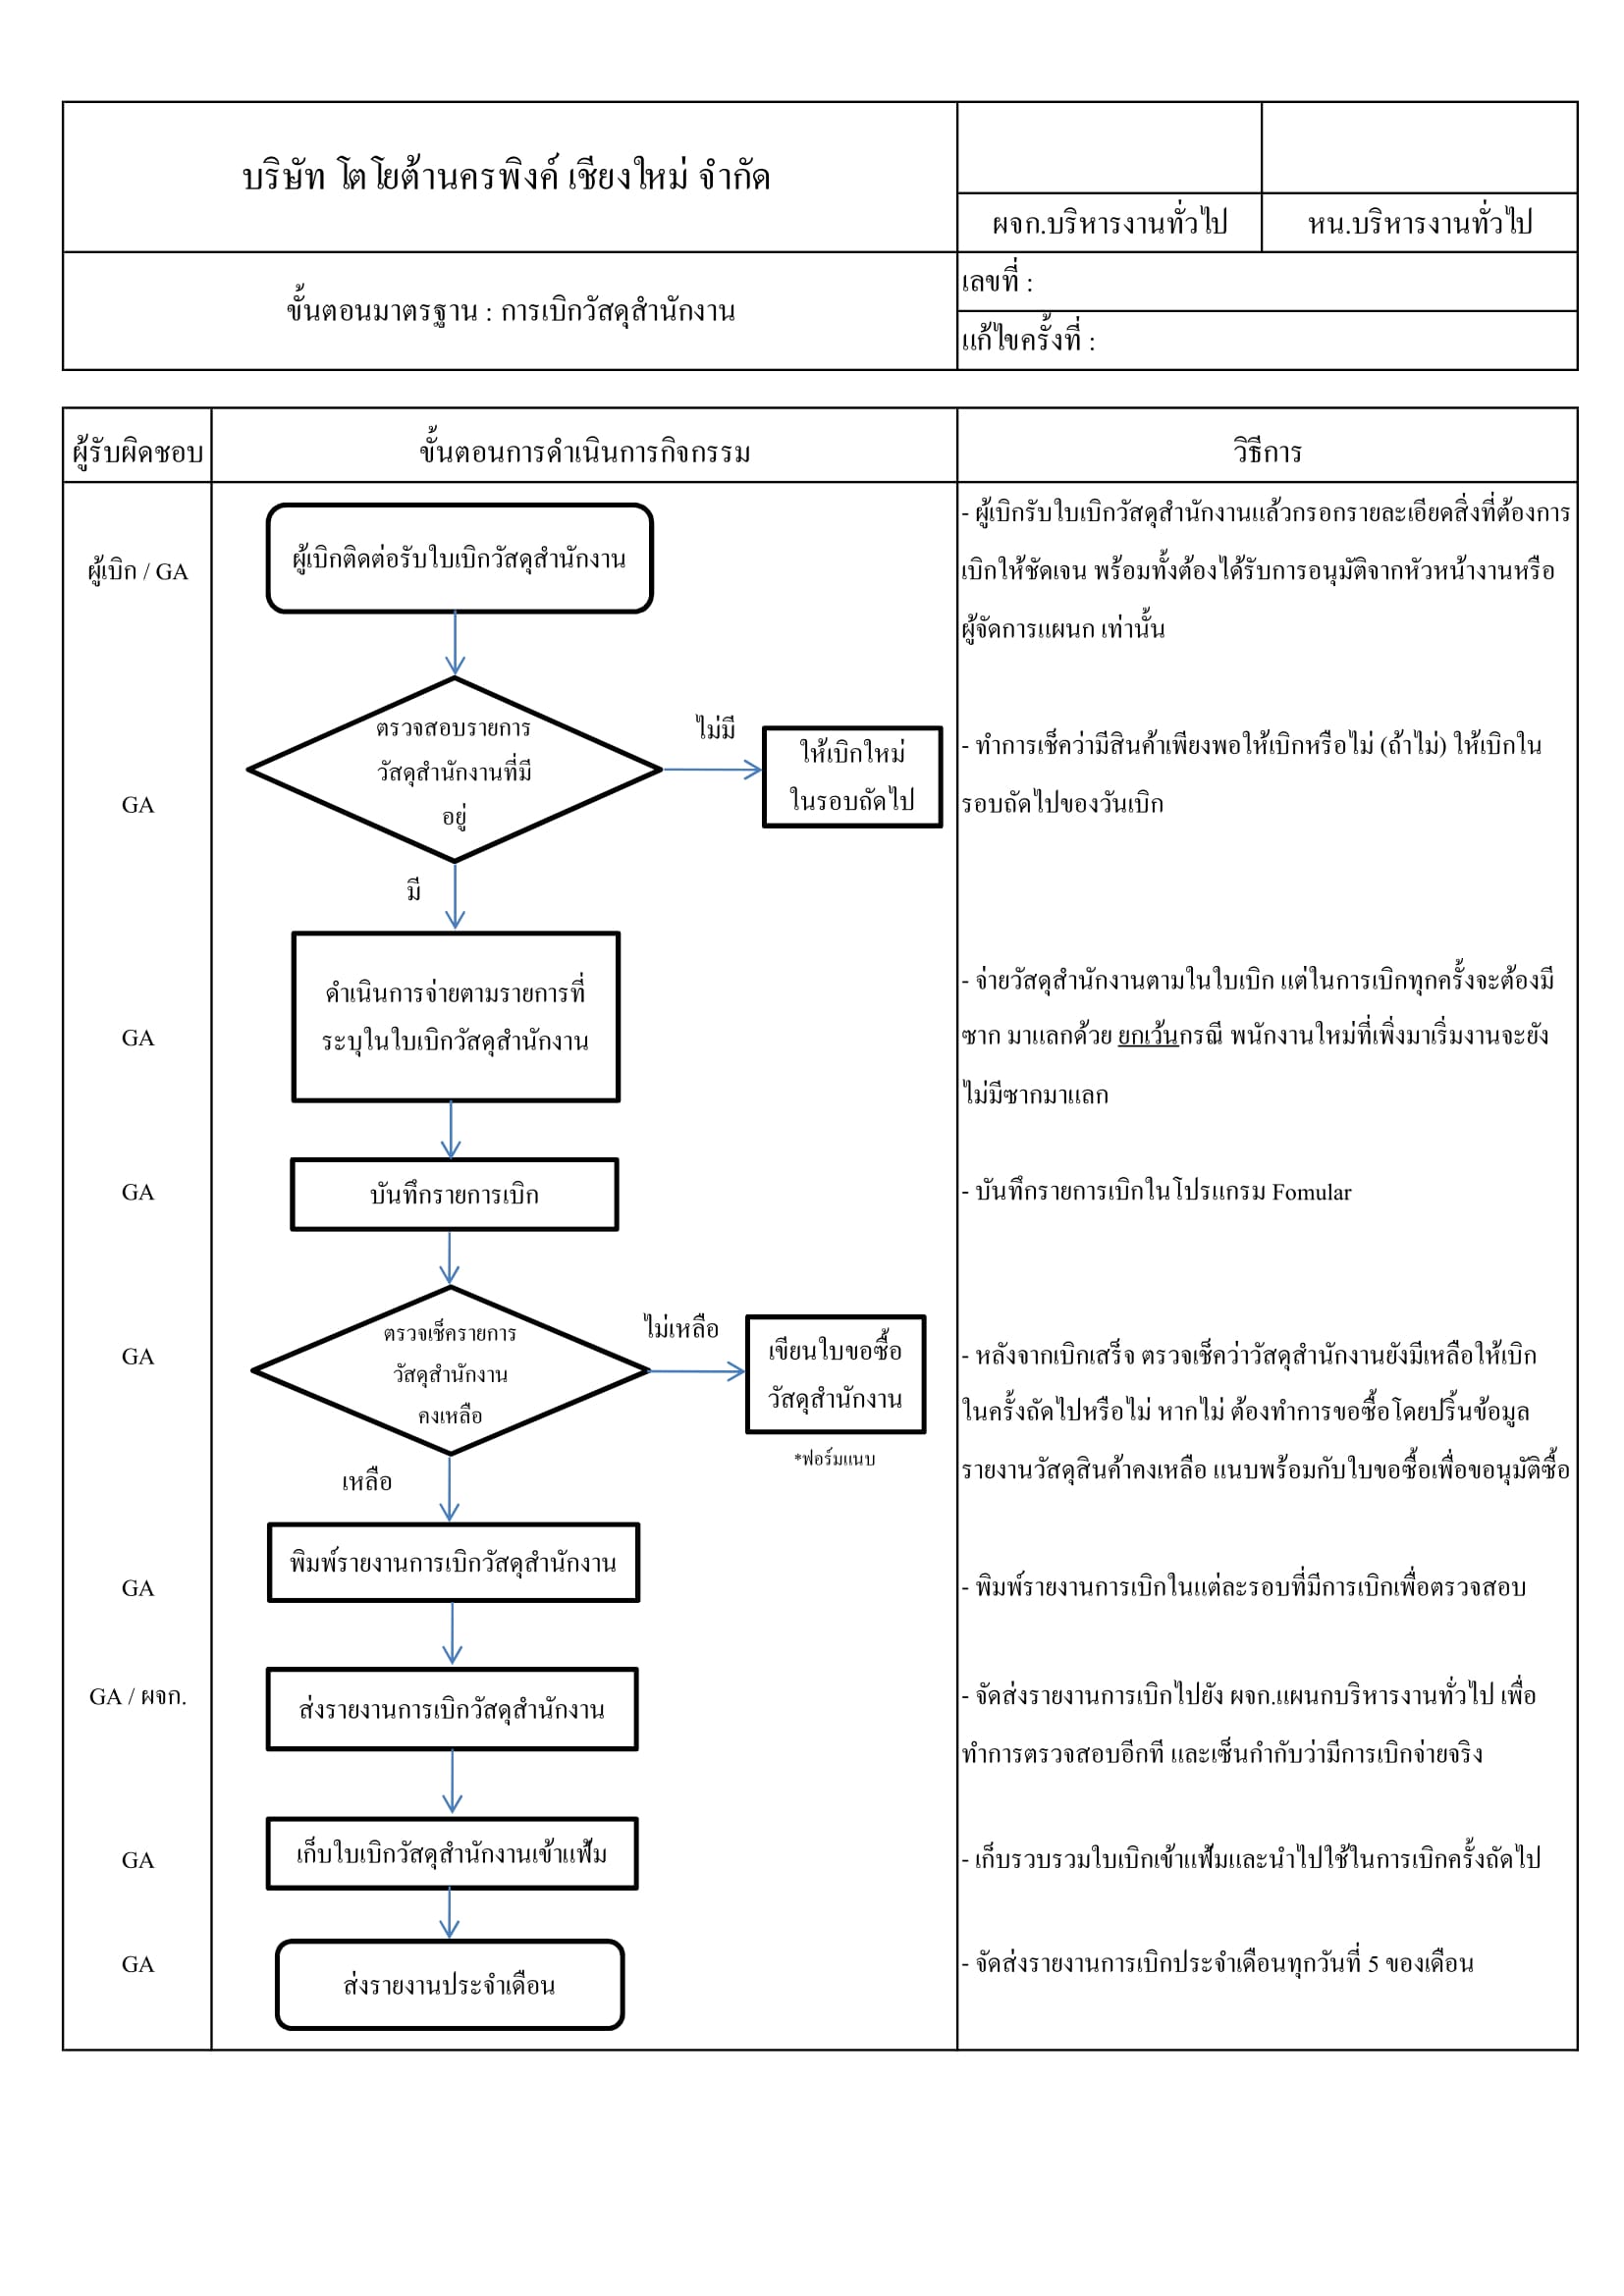 บริษัท โตโยต้านครพิงค์ เชียงใหม่ จำกัด
ผจก.บริหารงานทั่วไป
หน.บริหารงานทั่วไป
ขั้นตอนมาตรฐาน : การเบิกวัสดุสำนักงาน
เลขที่ :
แก้ไขครั้งที่ :
ผู้รับผิดชอบ
ขั้นตอนการดำเนินการกิจกรรม
วิธีการ
ผู้เบิก / GA
ผู้เบิกติดต่อรับใบเบิกวัสดุสำนักงาน
- ผู้เบิกรับใบเบิกวัสดุสำนักงานแล้วกรอกรายละเอียดสิ่งที่ต้องการ
เบิกให้ชัดเจน พร้อมทั้งต้องได้รับการอนุมัติจากหัวหน้างานหรือ
ผู้จัดการแผนก เท่านั้น
GA
ตรวจสอบรายการ
วัสดุสำนักงานที่มี
อยู่
ไม่มี
ให้เบิกใหม่
ในรอบถัดไป
มี
- ทำการเช็คว่ามีสินค้าเพียงพอให้เบิกหรือไม่ (ถ้าไม่) ให้เบิกใน
รอบถัดไปของวันเบิก
GA
ดำเนินการจ่ายตามรายการที่
ระบุในใบเบิกวัสดุสำนักงาน
- จ่ายวัสดุสำนักงานตามในใบเบิก แต่ในการเบิกทุกครั้งจะต้องมี
ซาก มาแลกด้วย ยกเว้นกรณี พนักงานใหม่ที่เพิ่งมาเริ่มงานจะยัง
ไม่มีซากมาแลก
GA
บันทึกรายการเบิก
- บันทึกรายการเบิกในโปรแกรม Fomular
GA
ตรวจเช็ครายการ
วัสดุสำนักงาน
คงเหลือ
ไม่เหลือ
เขียนใบขอซื้อ
วัสดุสำนักงาน
*ฟอร์มแนบ
เหลือ
- หลังจากเบิกเสร็จ ตรวจเช็คว่าวัสดุสำนักงานยังมีเหลือให้เบิก
ในครั้งถัดไปหรือไม่ หากไม่ ต้องทำการขอซื้อโดยปริ้นข้อมูล
รายงานวัสดุสินค้าคงเหลือ แนบพร้อมกับใบขอซื้อเพื่อขอนุมัติซื้อ
GA
พิมพ์รายงานการเบิกวัสดุสำนักงาน
- พิมพ์รายงานการเบิกในแต่ละรอบที่มีการเบิกเพื่อตรวจสอบ
GA / ผจก.
ส่งรายงานการเบิกวัสดุสำนักงาน
- จัดส่งรายงานการเบิกไปยัง ผจก.แผนกบริหารงานทั่วไป เพื่อ
ทำการตรวจสอบอีกที และเซ็นกำกับว่ามีการเบิกจ่ายจริง
GA
เก็บใบเบิกวัสดุสำนักงานเข้าแฟ้ม
- เก็บรวบรวมใบเบิกเข้าแฟ้มและนำไปใช้ในการเบิกครั้งถัดไป
GA
ส่งรายงานประจำเดือน
- จัดส่งรายงานการเบิกประจำเดือนทุกวันที่ 5 ของเดือน